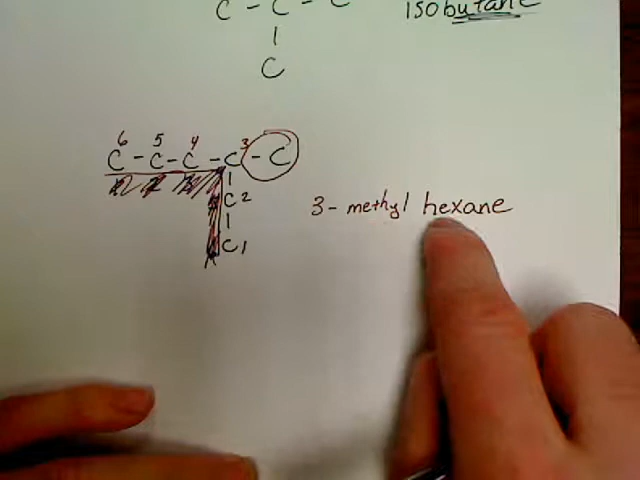 C - C - C isobutane
|
C
6 5 4 3
C - C - C - C - C
|
C 2
3- methyl hexane
|
C 1